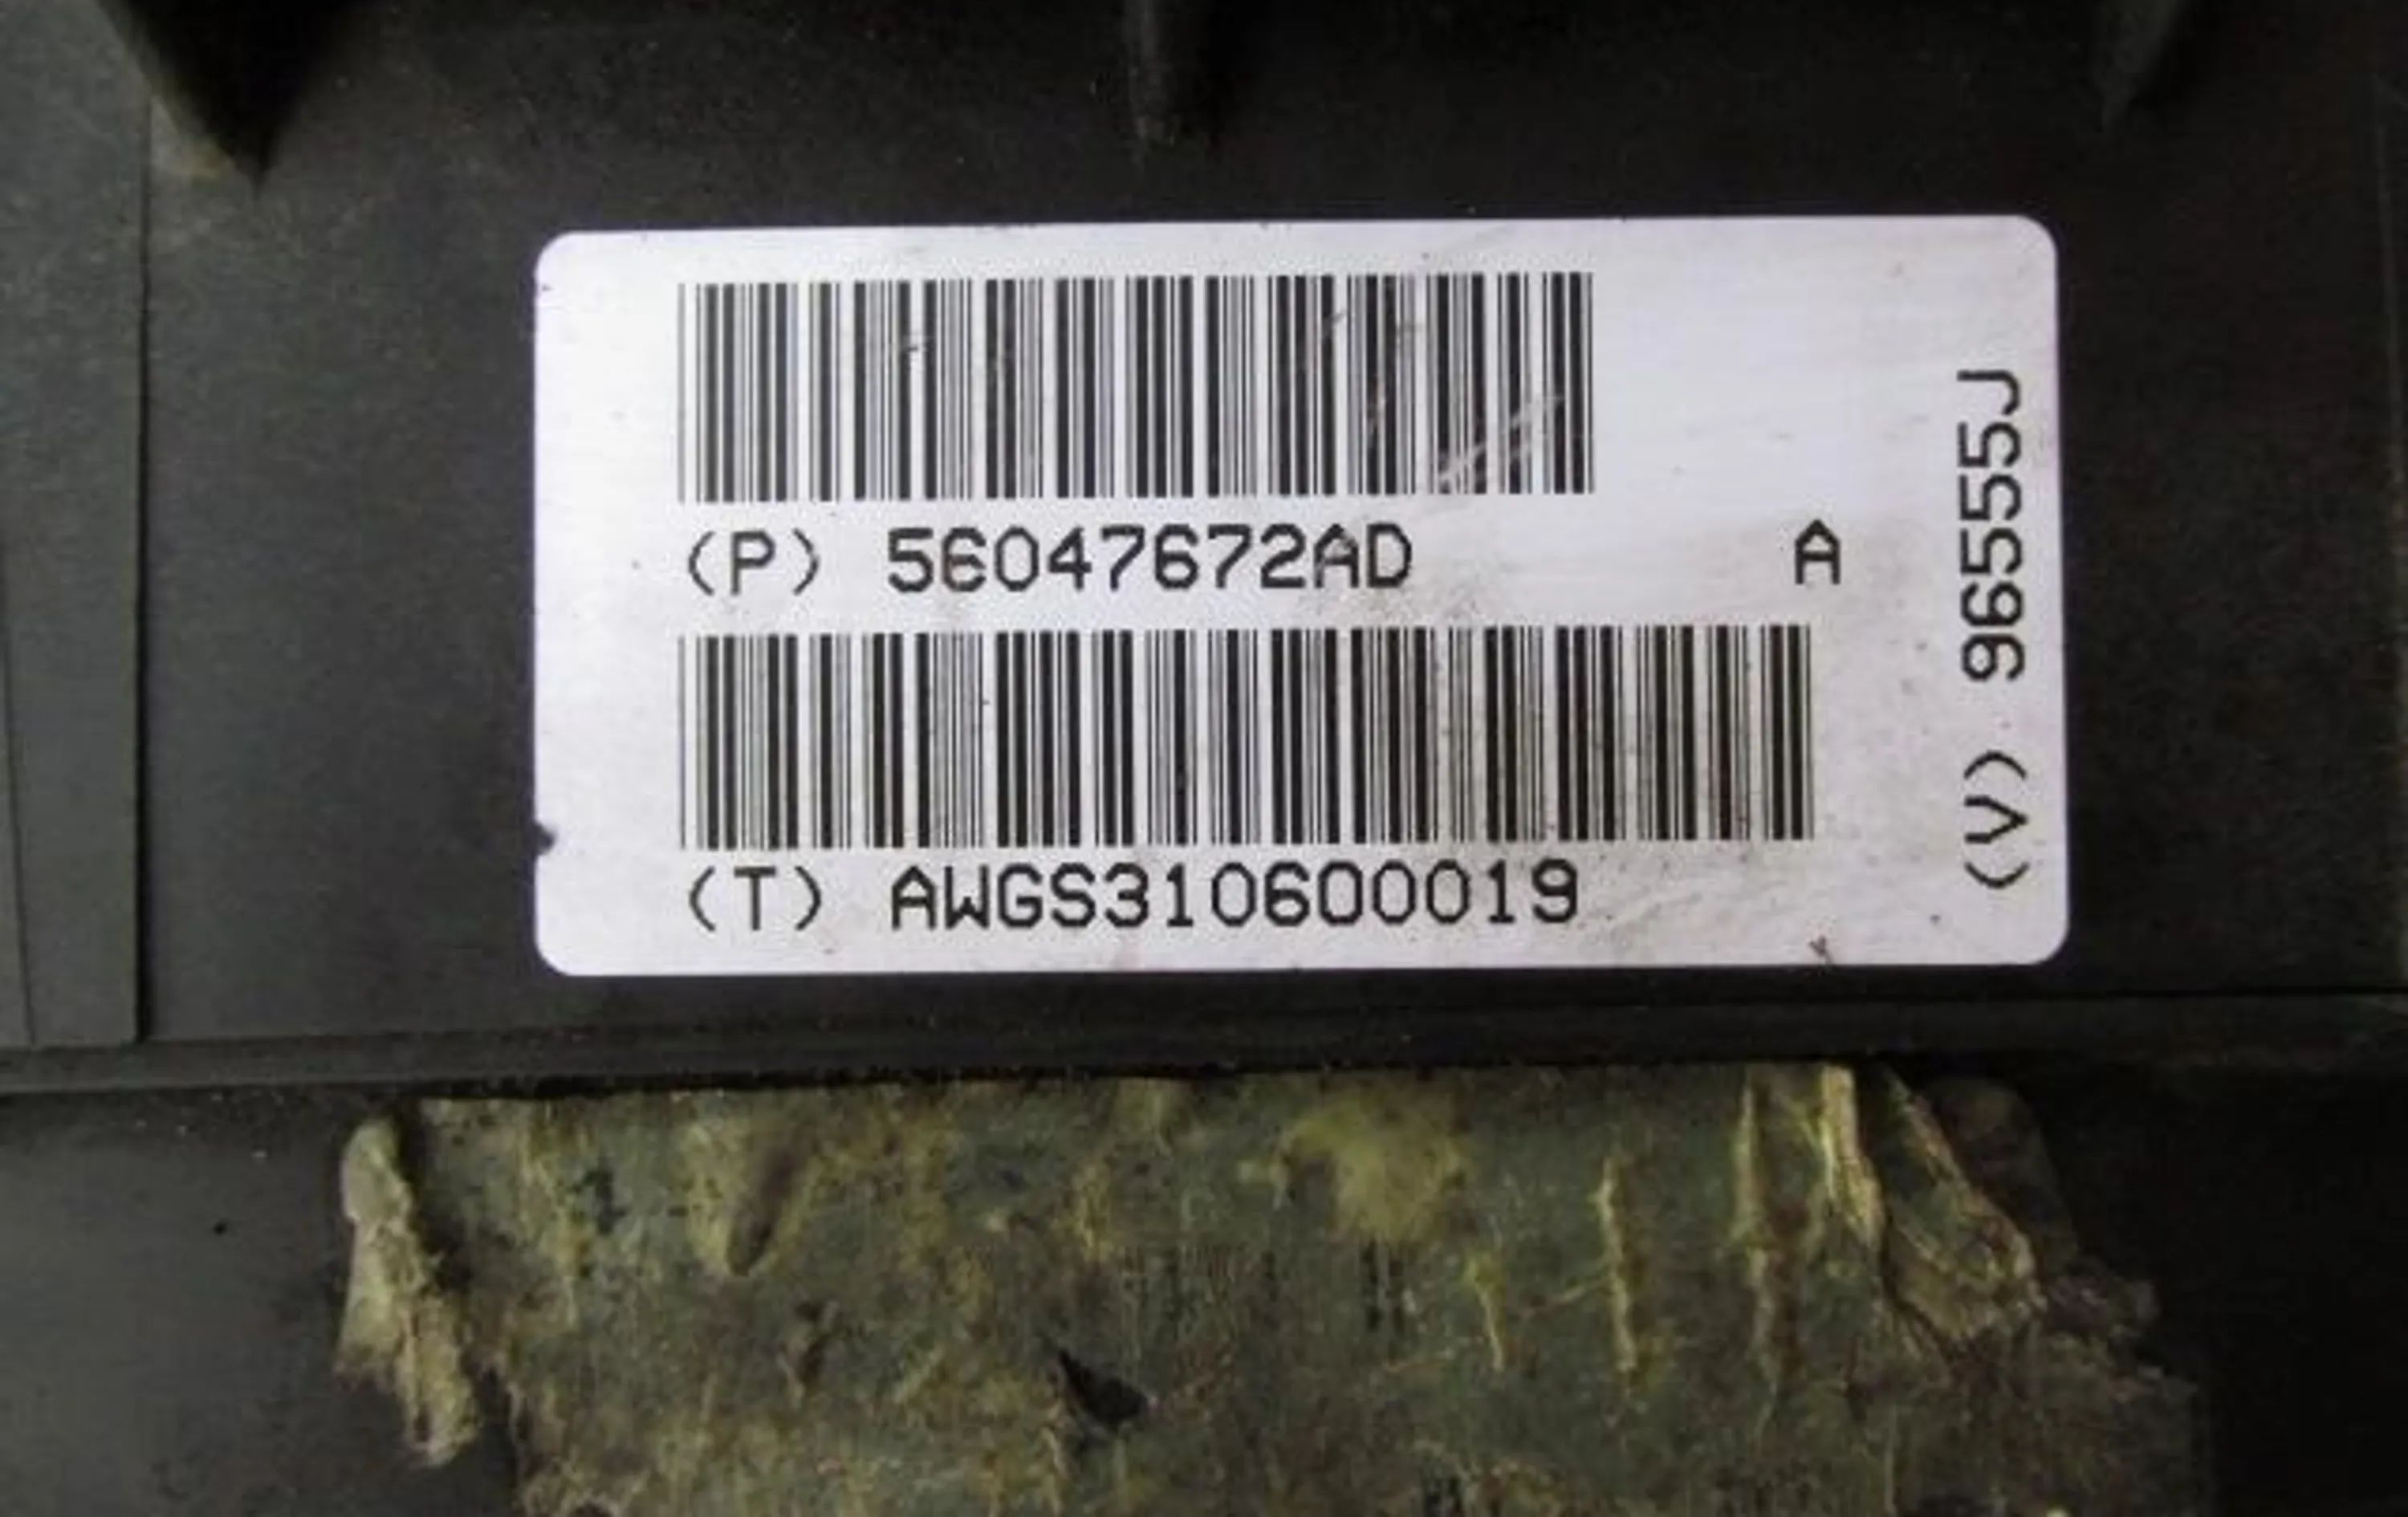 (P) 56047672AD A
(T) AWGS310600019
(V) 96555J